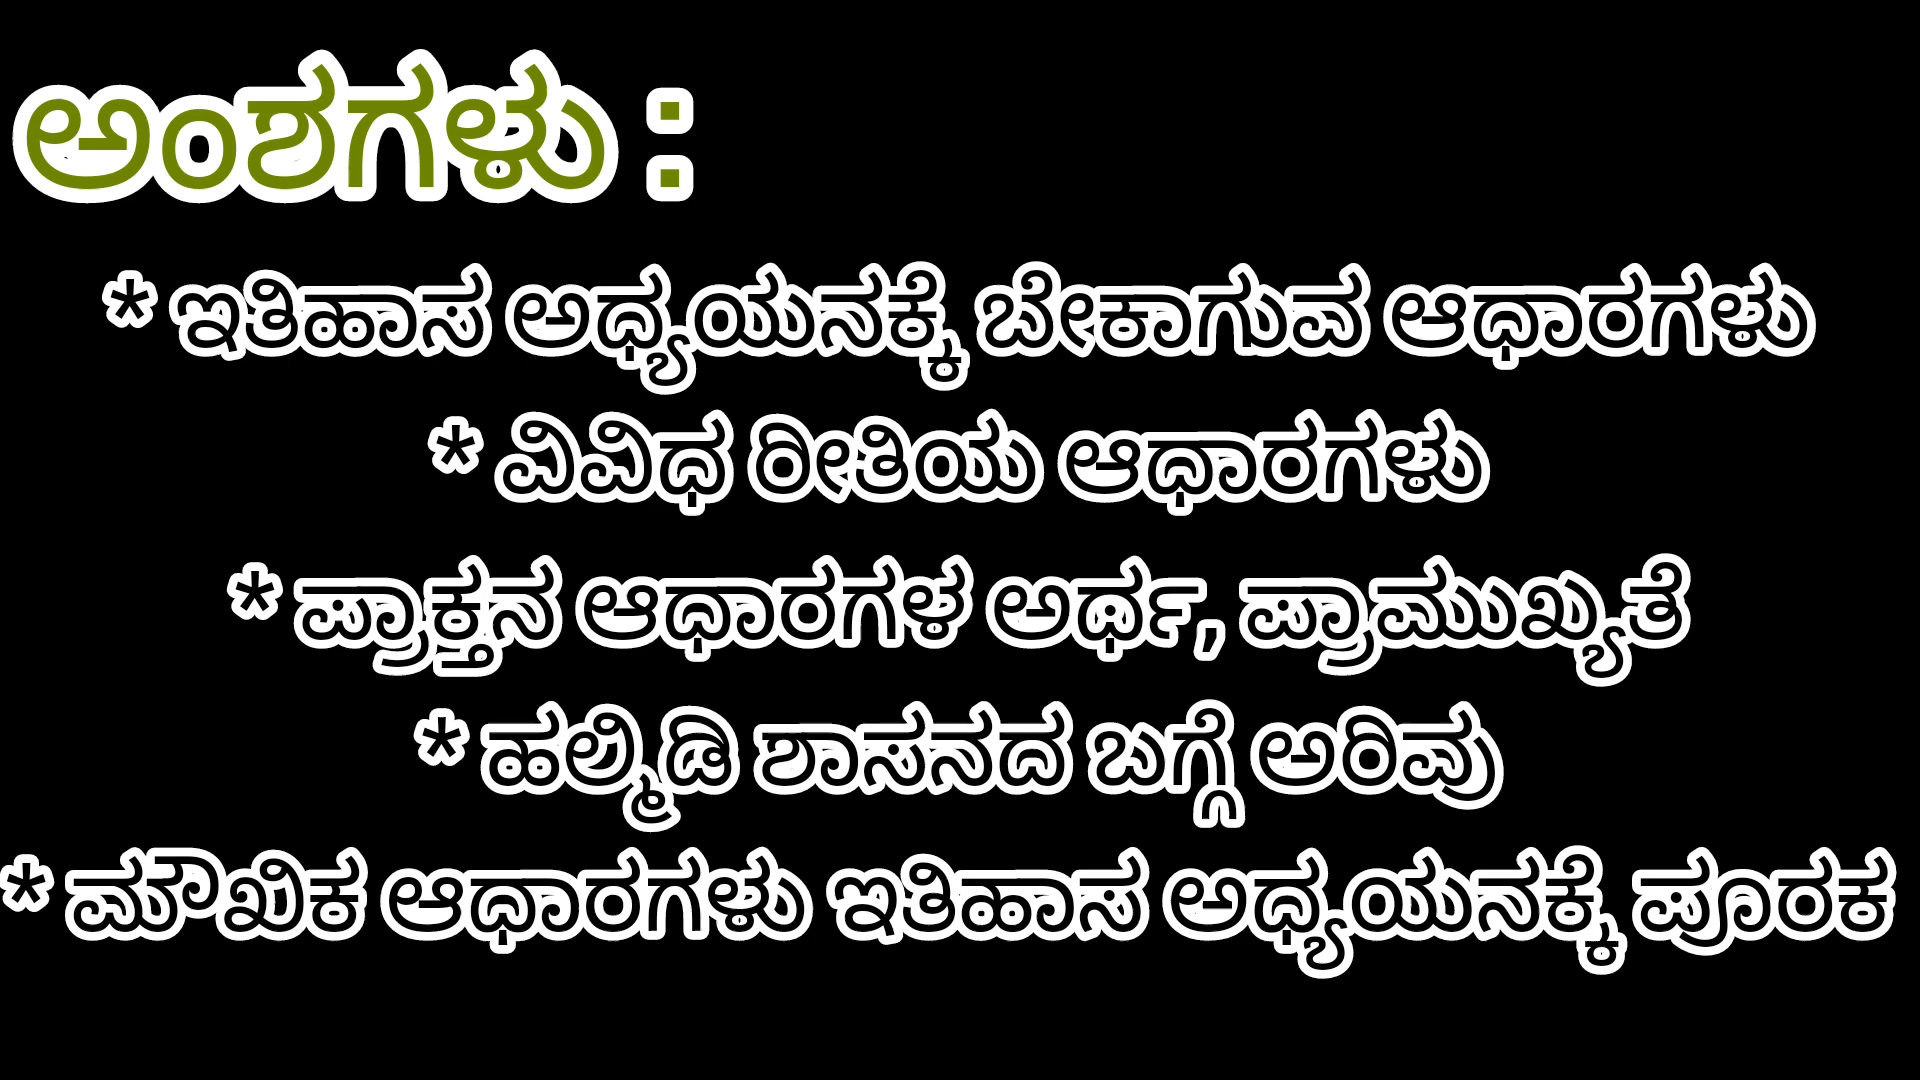 ಅಂಶಗಳು :
* ಇತಿಹಾಸ ಅಧ್ಯಯನಕ್ಕೆ ಬೇಕಾಗುವ ಆಧಾರಗಳು
* ವಿವಿಧ ರೀತಿಯ ಆಧಾರಗಳು
* ಪ್ರಾಕ್ತನ ಆಧಾರಗಳ ಅರ್ಥ, ಪ್ರಾಮುಖ್ಯತೆ
* ಹಲ್ಮಿಡಿ ಶಾಸನದ ಬಗ್ಗೆ ಅರಿವು
* ಮೌಖಿಕ ಆಧಾರಗಳು ಇತಿಹಾಸ ಅಧ್ಯಯನಕ್ಕೆ ಪೂರಕ